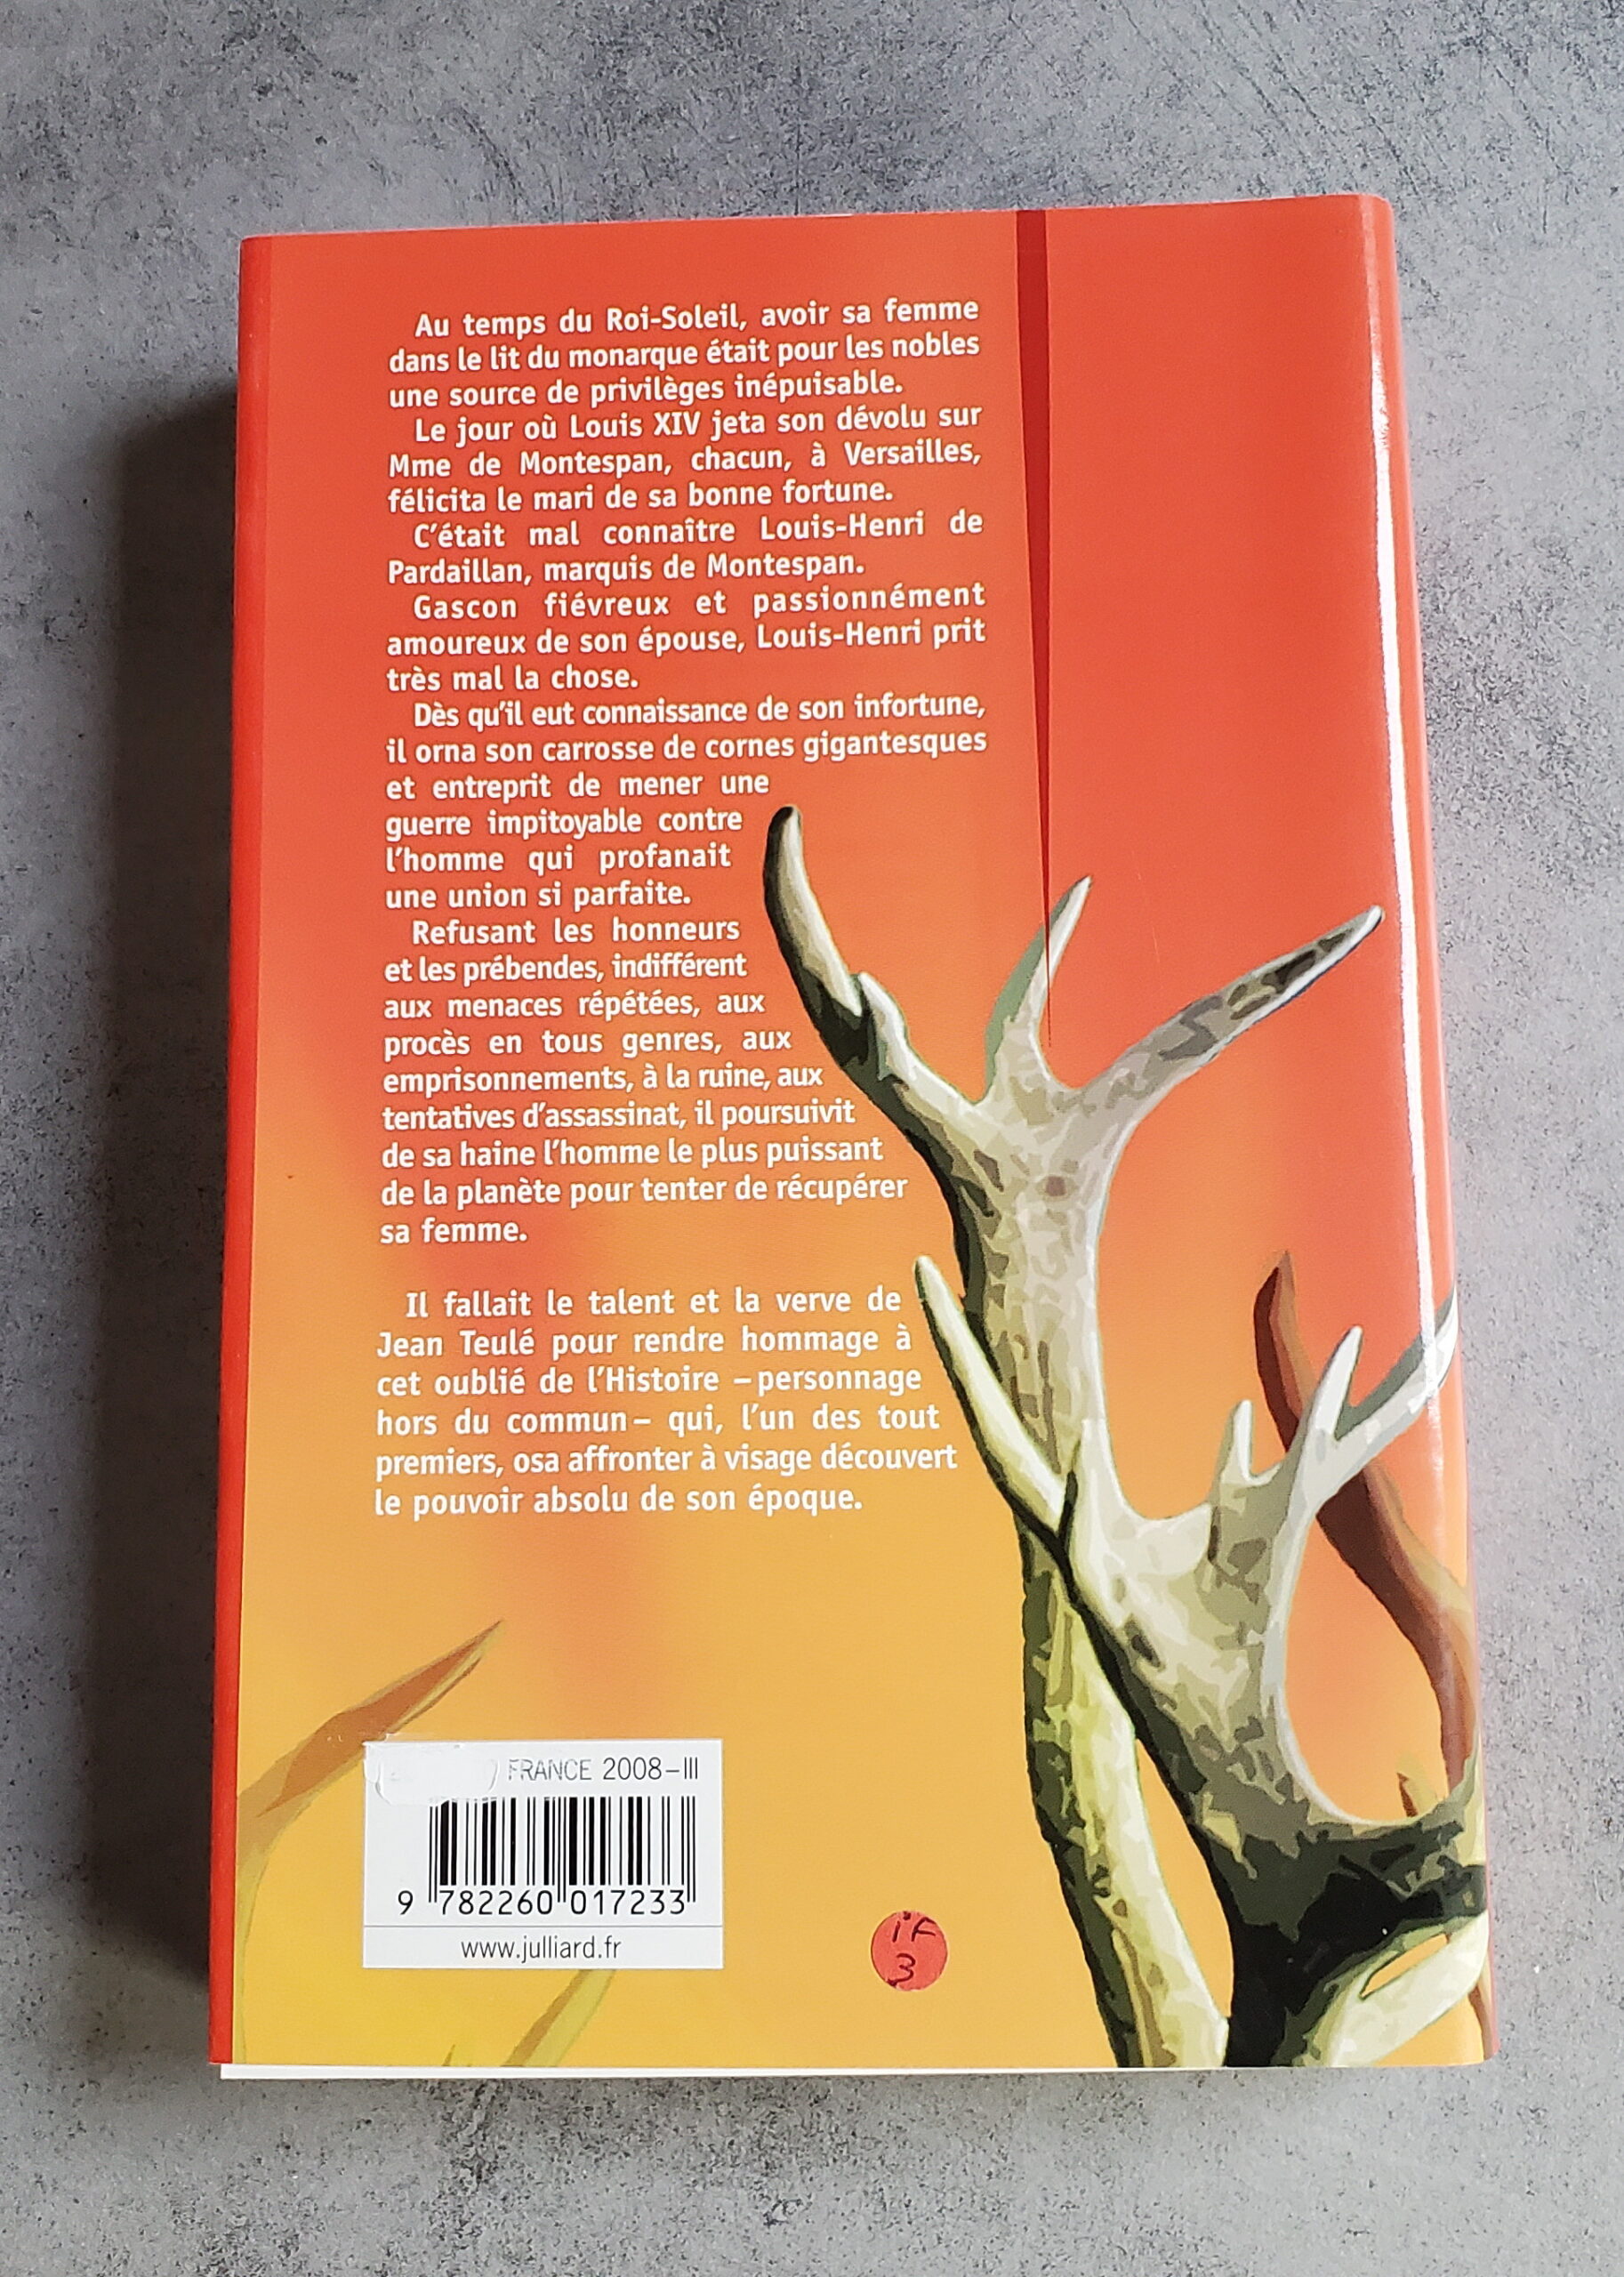 Au temps du Roi-Soleil, avoir sa femme
dans le lit du monarque était pour les nobles
une source de privilèges inépuisable.
Le jour où Louis XIV jeta son dévolu sur
Mme de Montespan, chacun, à Versailles,
félicita le mari de sa bonne fortune.
C'était mal connaître Louis-Henri de
Pardaillan, marquis de Montespan.
Gascon fiévreux et passionnément
amoureux de son épouse, Louis-Henri prit
très mal la chose.
Dès qu'il eut connaissance de son infortune,
il orna son carrosse de cornes gigantesques
et entreprit de mener une
guerre impitoyable contre
l'homme qui profanait
une union si parfaite.
Refusant les honneurs
et les prébendes, indifférent
aux menaces répétées, aux
procès en tous genres, aux
emprisonnements, à la ruine, aux
tentatives d'assassinat, il poursuivit
de sa haine l'homme le plus puissant
de la planète pour tenter de récupérer
sa femme.
Il fallait le talent et la verve de
Jean Teulé pour rendre hommage à
cet oublié de l'Histoire – personnage
hors du commun – qui, l'un des tout
premiers, osa affronter à visage découvert
le pouvoir absolu de son époque.
FRANCE 2008-III
9 782260 017233
www.julliard.fr
iF
3